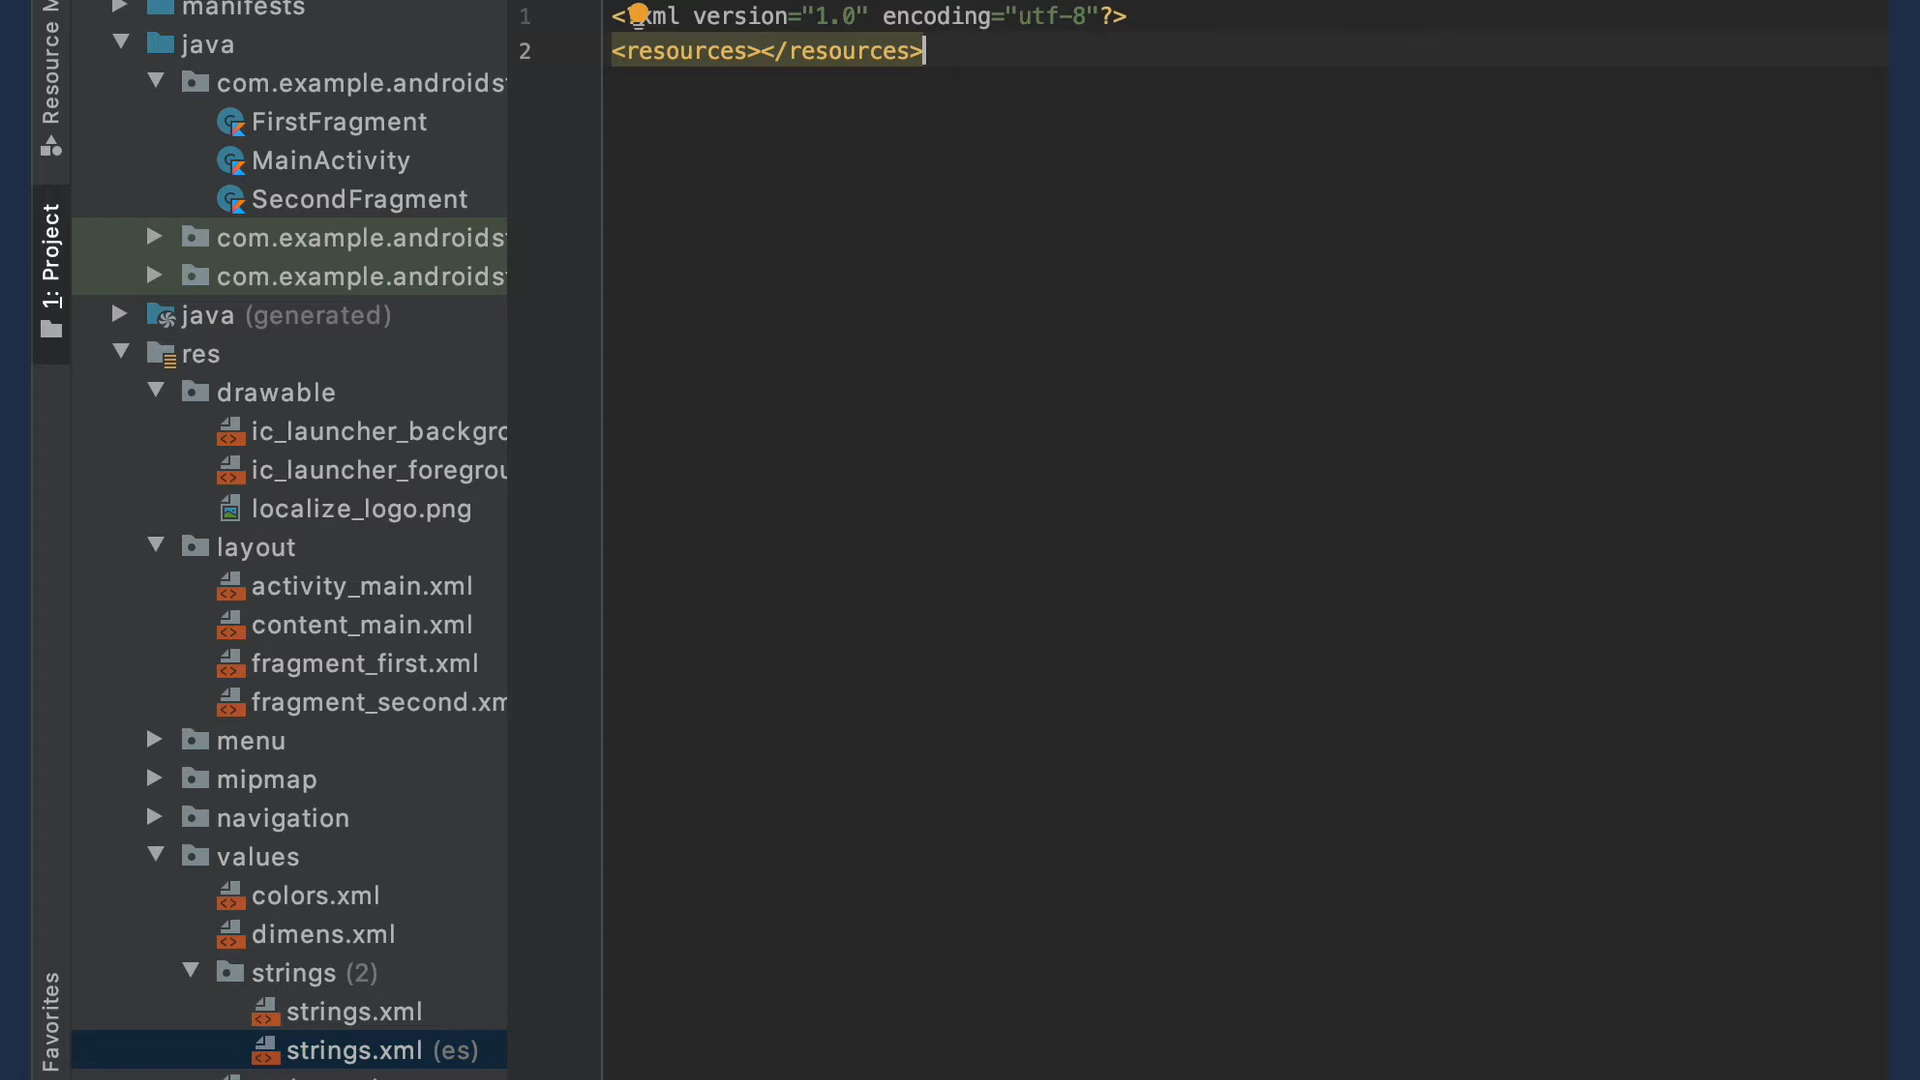 manifests
java
com.example.androids
FirstFragment
MainActivity
SecondFragment
com.example.androids
com.example.androids
java (generated)
res
drawable
ic_launcher_backgro
ic_launcher_foregrou
localize_logo.png
layout
activity_main.xml
content_main.xml
fragment_first.xml
fragment_second.xm
menu
mipmap
navigation
values
colors.xml
dimens.xml
strings (2)
strings.xml
strings.xml (es)
Resource M
1: Project
Favorites
1 <?xml version="1.0" encoding="utf-8"?>
2 <resources></resources>